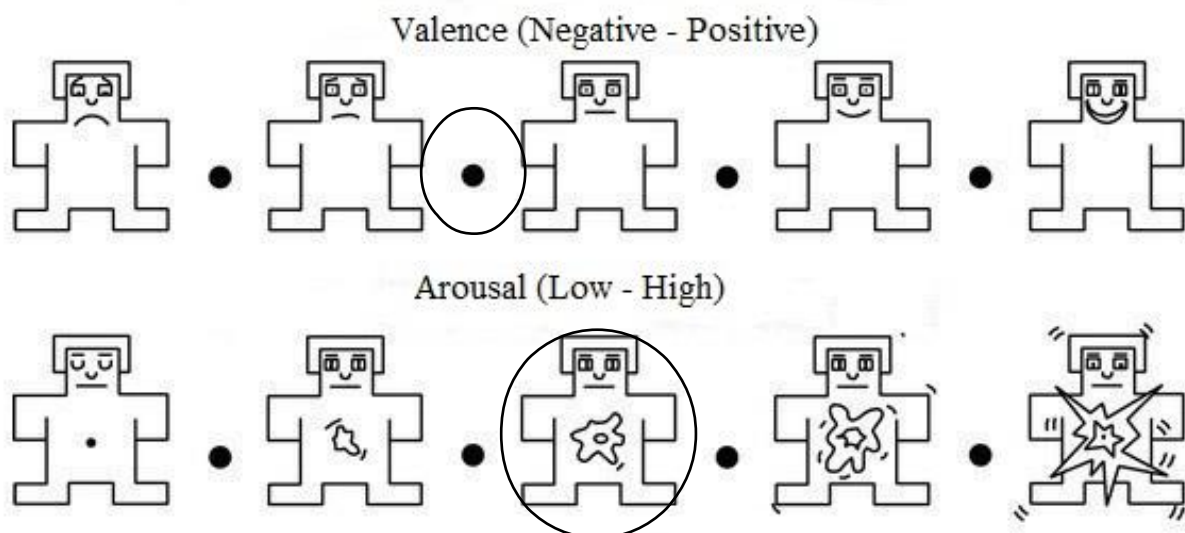 Valence (Negative - Positive)
Arousal (Low - High)